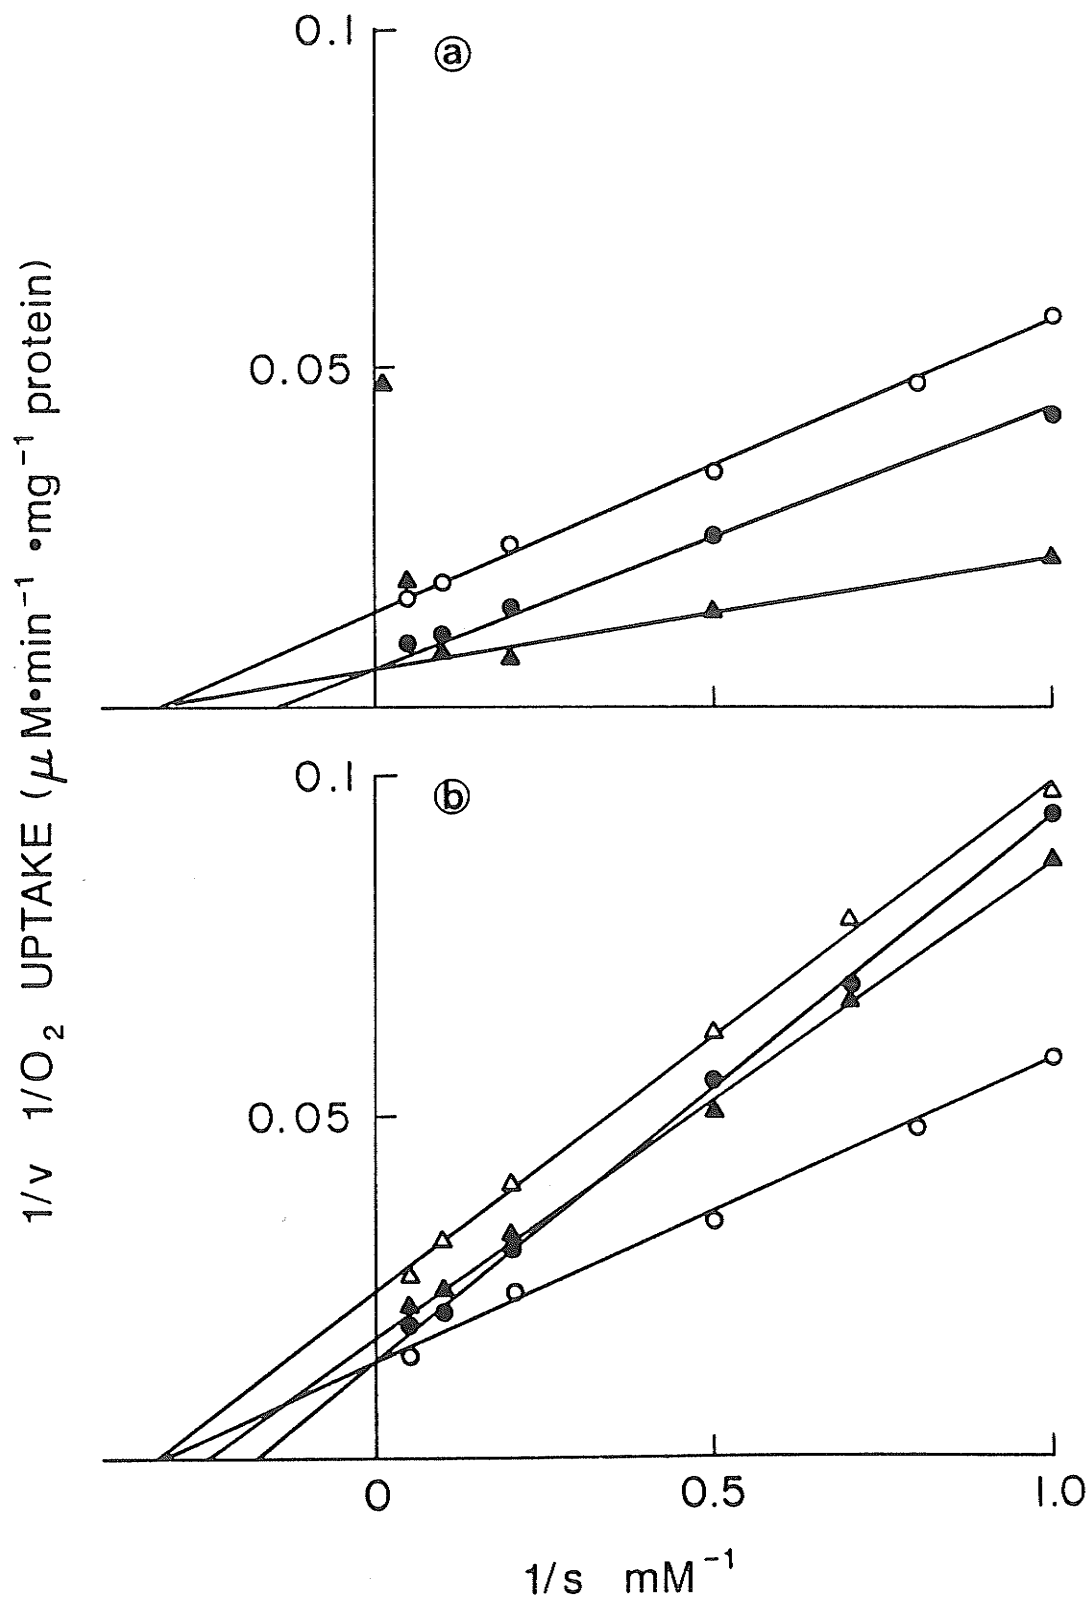 0.1
ⓐ
0.05
1/v 1/O₂ UPTAKE (μM•min⁻¹ •mg⁻¹ protein)
0.1
ⓑ
0.05
0 0.5 1.0
1/s mM⁻¹